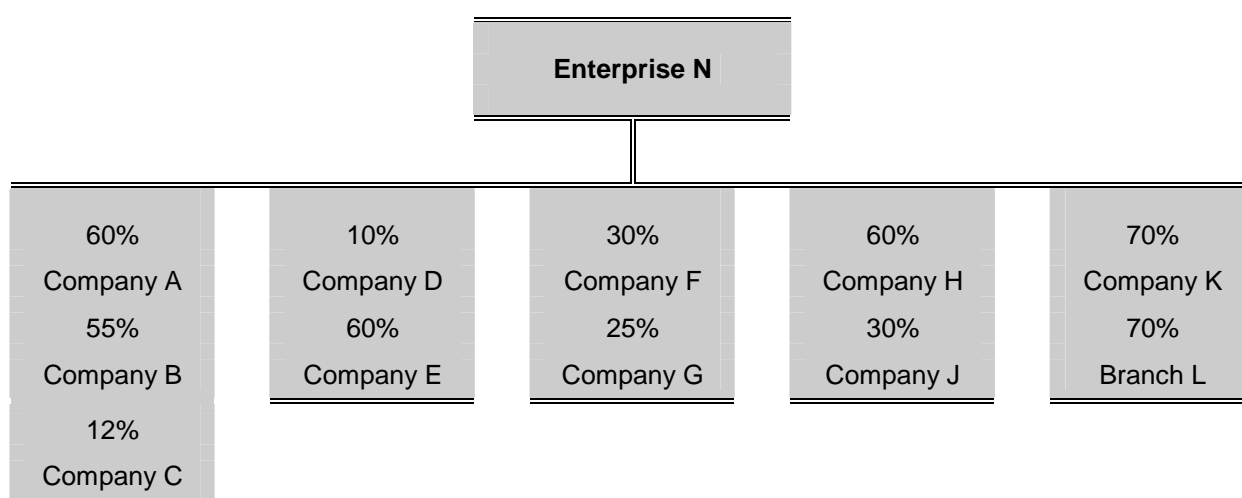 Enterprise N
60%
Company A
55%
Company B
12%
Company C
10%
Company D
60%
Company E
30%
Company F
25%
Company G
60%
Company H
30%
Company J
70%
Company K
70%
Branch L